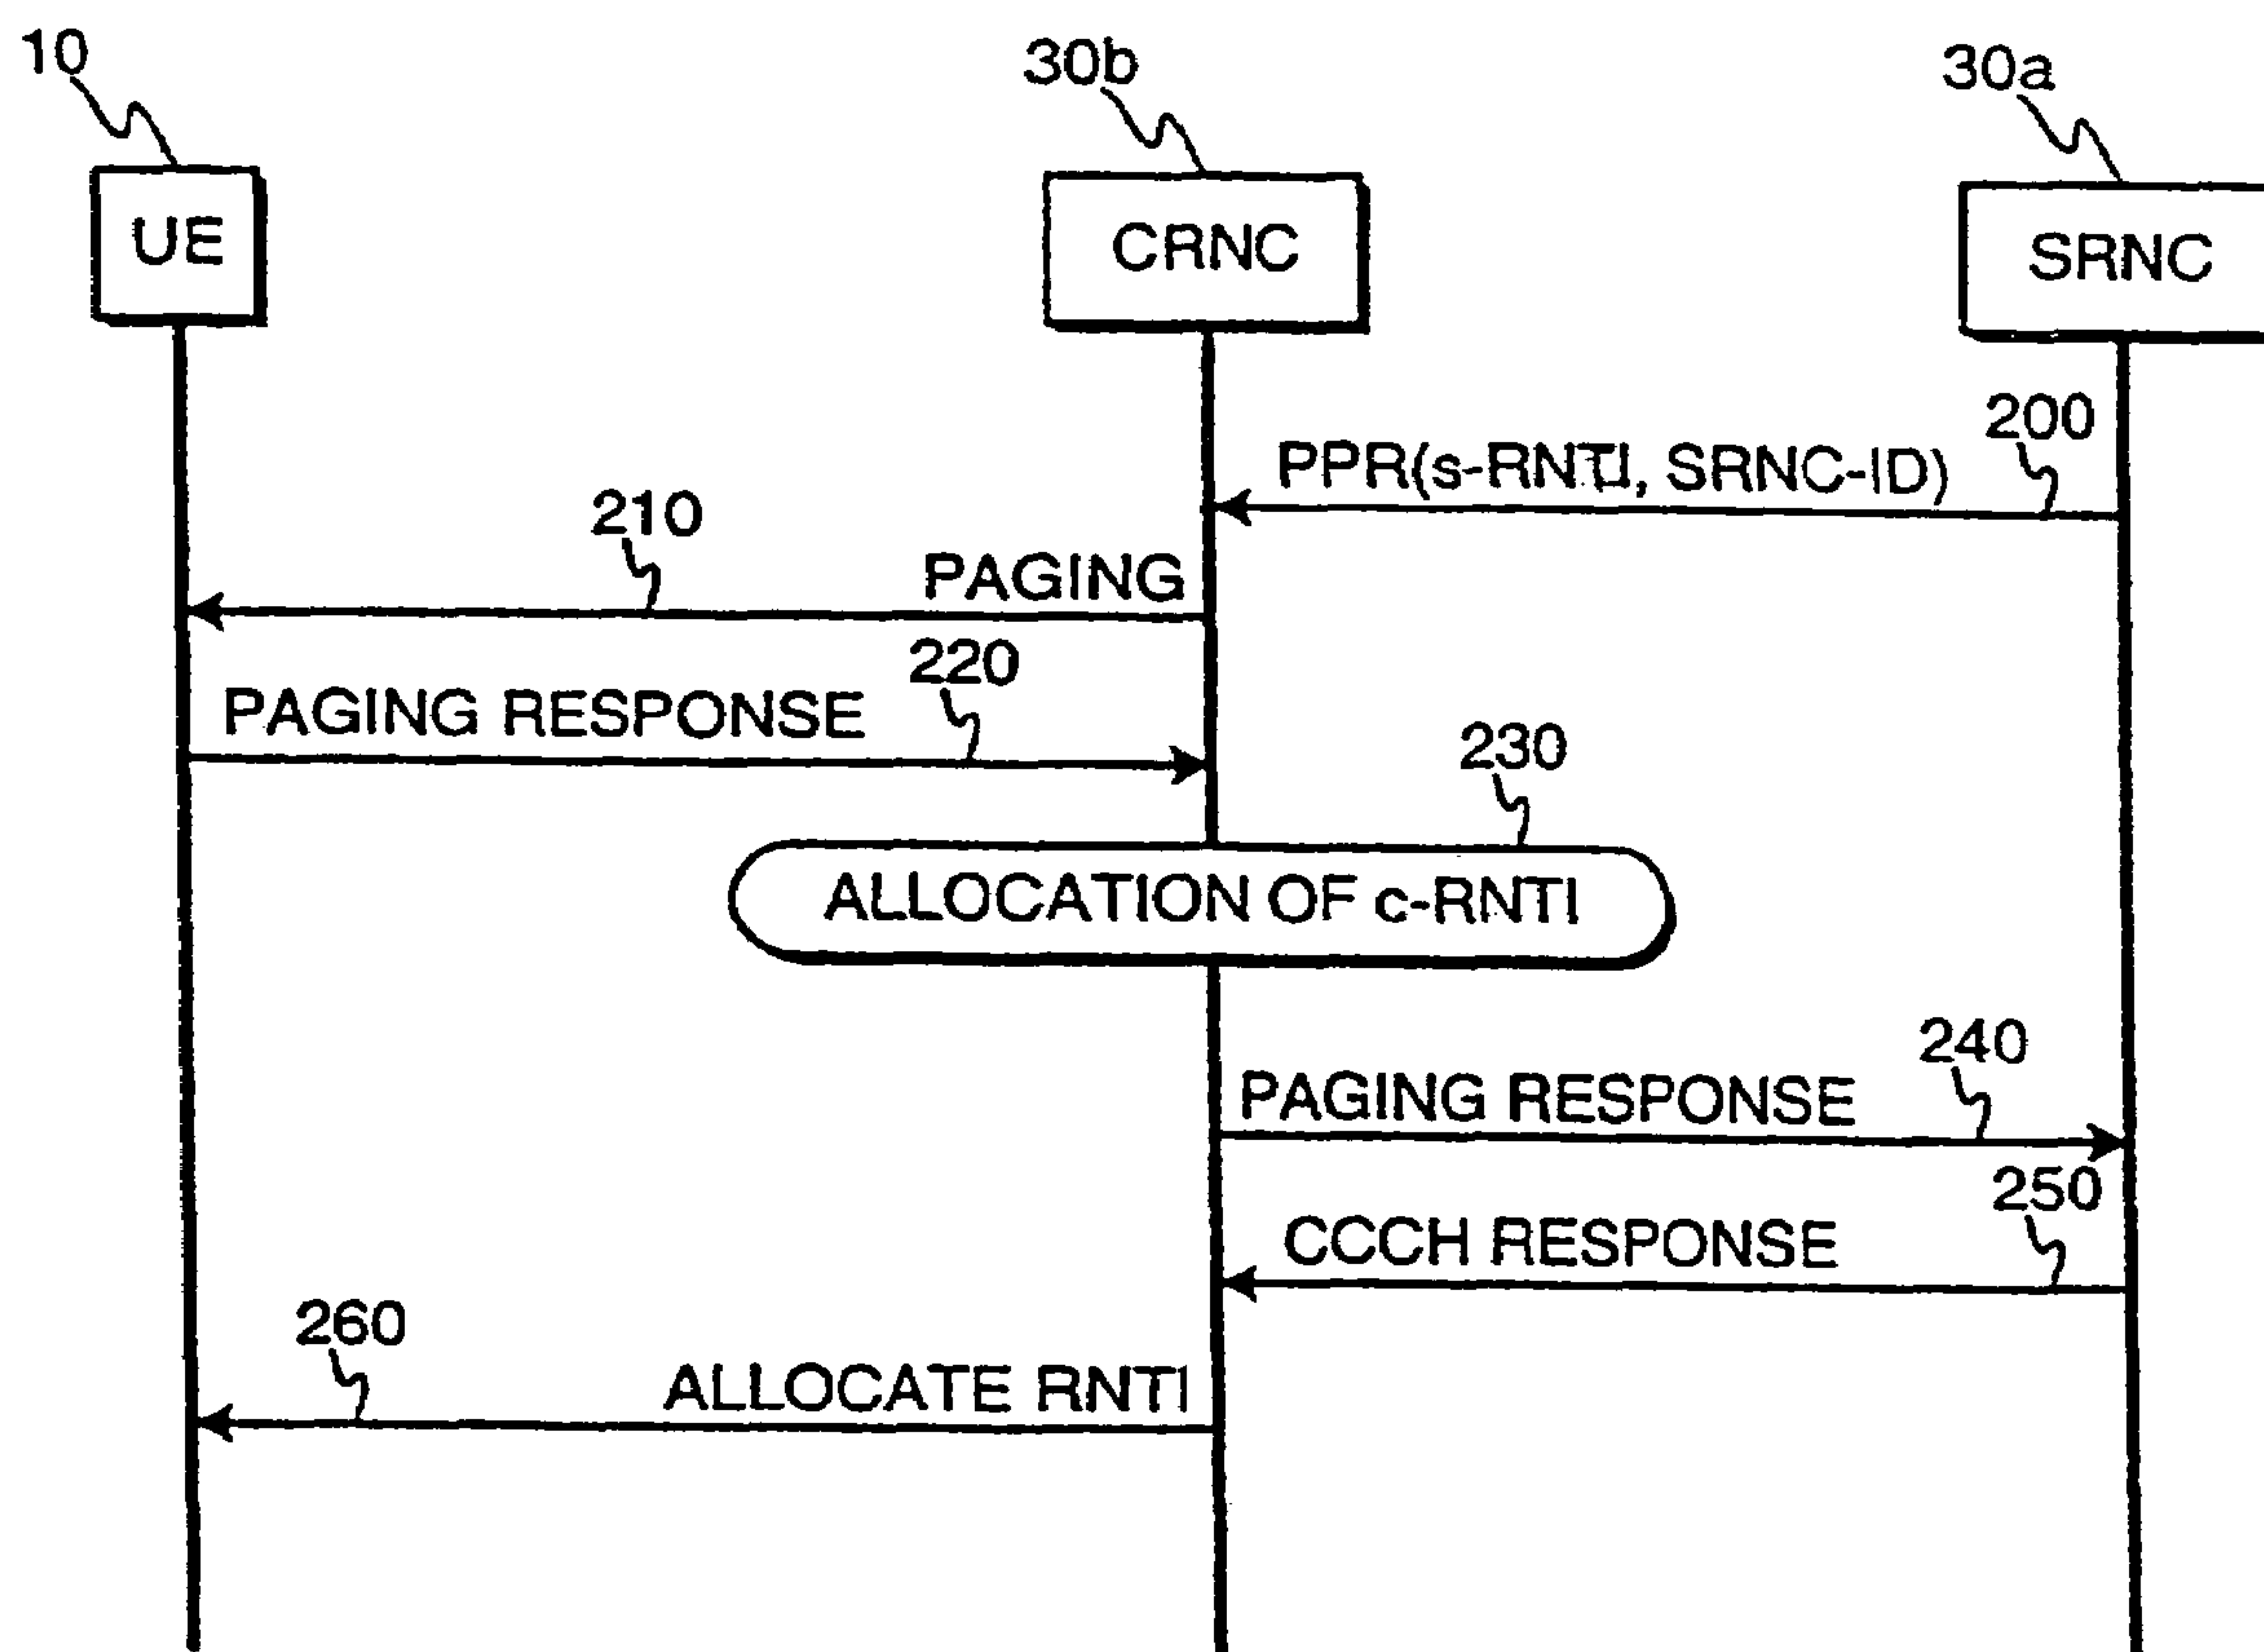 10
30b
30a
UE
CRNC
SRNC
200
PPR(s-RNTI, SRNC-ID)
210
PAGING
220
PAGING RESPONSE
230
ALLOCATION OF c-RNTI
240
PAGING RESPONSE
250
CCCH RESPONSE
260
ALLOCATE RNTI